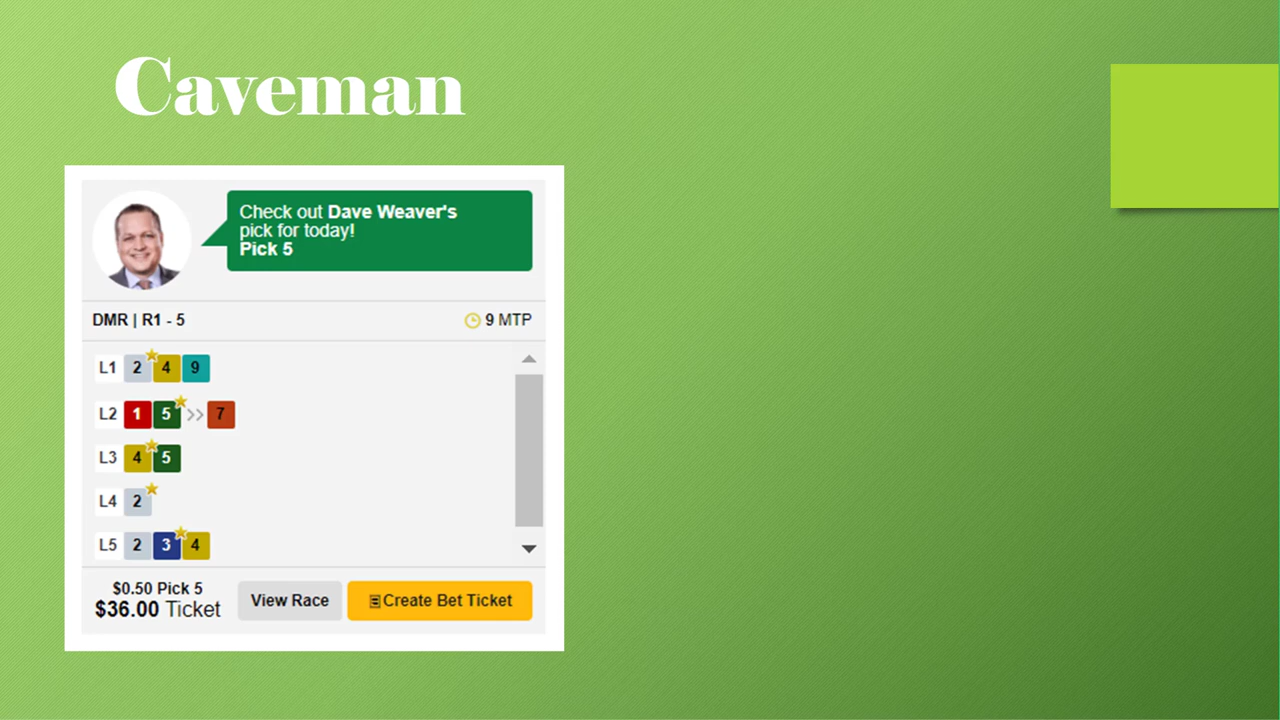 Caveman
Check out Dave Weaver's
pick for today!
Pick 5
DMR | R1 - 5 9 MTP
L1 2 4 9
L2 1 5 >> 7
L3 4 5
L4 2
L5 2 3 4
$0.50 Pick 5
$36.00 Ticket
View Race
Create Bet Ticket